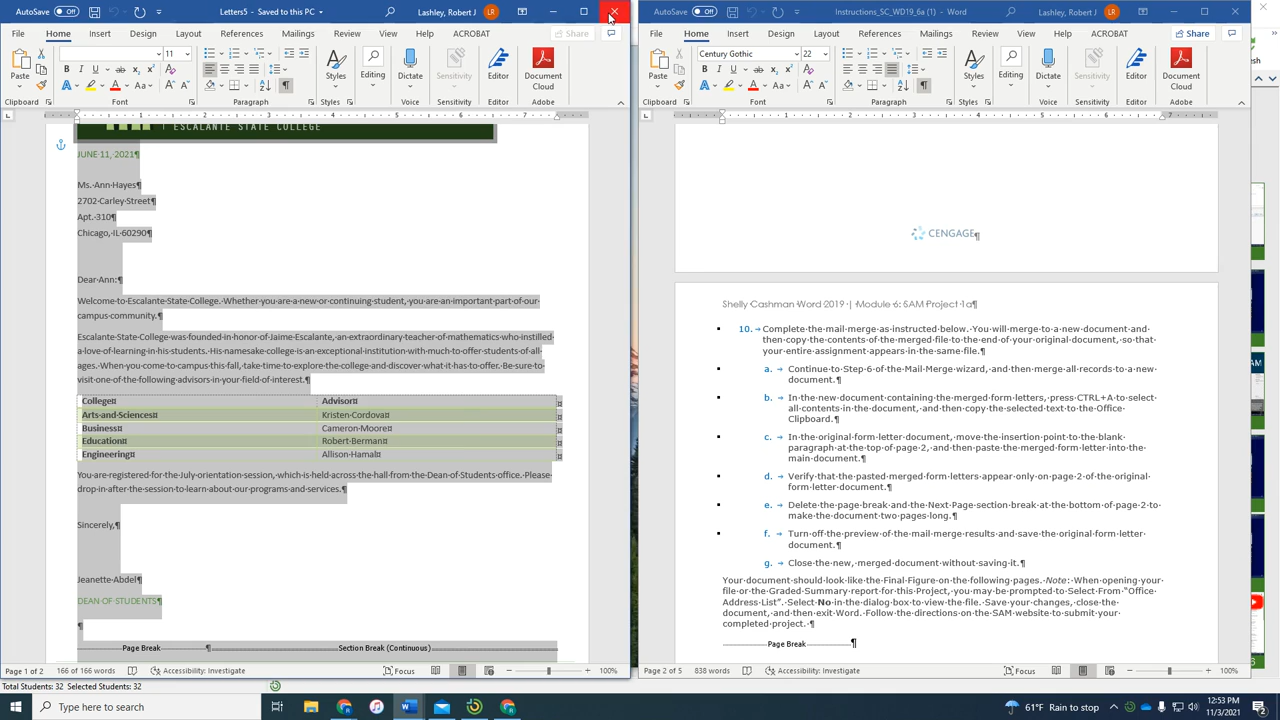 AutoSave Off Letters5 - Saved to this PC Lashley, Robert J LR
File Home Insert Draw Design Layout References Mailings Review View Help ACROBAT Share
11
Paste Styles Editing Dictate Sensitivity Editor Document Cloud
Clipboard Font Paragraph Styles Voice Sensitivity Editor Adobe
ESCALANTE STATE COLLEGE
JUNE·11,·2021¶
Ms.·Ann·Hayes¶
2702·Carley·Street¶
Apt.·310¶
Chicago,·IL·60290¶
Dear·Ann:¶
Welcome·to·Escalante·State·College.·Whether·you·are·a·new·or·continuing·student,·you·are·an·important·part·of·our·
campus·community.¶
Escalante·State·College·was·founded·in·honor·of·Jaime·Escalante,·an·extraordinary·teacher·of·mathematics·who·instilled·
a·love·of·learning·in·his·students.·His·namesake·college·is·an·exceptional·institution·with·much·to·offer·students·of·all·
ages.·When·you·come·to·campus·this·fall,·take·time·to·explore·the·college·and·discover·what·it·has·to·offer.·Be·sure·to·
visit·one·of·the·following·advisors·in·your·field·of·interest.¶
College¤ Advisor¤
Arts·and·Sciences¤ Kristen·Cordova¤
Business¤ Cameron·Moore¤
Education¤ Robert·Berman¤
Engineering¤ Allison·Hamal¤
You·are·registered·for·the·July·orientation·session,·which·is·held·across·the·hall·from·the·Dean·of·Students·office.·Please·
drop·in·after·the·session·to·learn·about·our·programs·and·services.¶
Sincerely,¶
Jeanette·Abdel¶
DEAN·OF·STUDENTS¶
¶
Page Break ¶ Section Break (Continuous)
Page 1 of 2 166 of 166 words Accessibility: Investigate Focus 100%
Total Students: 32 Selected Students: 32
AutoSave Off Instructions_SC_WD19_6a (1) - Word Lashley, Robert J LR
File Home Insert Draw Design Layout References Mailings Review View Help ACROBAT Share
Century Gothic 22
Paste Styles Editing Dictate Sensitivity Editor Document Cloud
Clipboard Font Paragraph Styles Voice Sensitivity Editor Adobe
CENGAGE¶
Shelly·Cashman·Word·2019·|·Module·6:·SAM·Project·1a¶
10. → Complete·the·mail·merge·as·instructed·below.·You·will·merge·to·a·new·document·and·
then·copy·the·contents·of·the·merged·file·to·the·end·of·your·original·document,·so·that·
your·entire·assignment·appears·in·the·same·file.¶
a. → Continue·to·Step·6·of·the·Mail·Merge·wizard,·and·then·merge·all·records·to·a·new·
document.¶
b. → In·the·new·document·containing·the·merged·form·letters,·press·CTRL+A·to·select·
all·contents·in·the·document,·and·then·copy·the·selected·text·to·the·Office·
Clipboard.¶
c. → In·the·original·form·letter·document,·move·the·insertion·point·to·the·blank·
paragraph·at·the·top·of·page·2,·and·then·paste·the·merged·form·letter·into·the·
main·document.¶
d. → Verify·that·the·pasted·merged·form·letters·appear·only·on·page·2·of·the·original·
form·letter·document.¶
e. → Delete·the·page·break·and·the·Next·Page·section·break·at·the·bottom·of·page·2·to·
make·the·document·two·pages·long.¶
f. → Turn·off·the·preview·of·the·mail·merge·results·and·save·the·original·form·letter·
document.¶
g. → Close·the·new,·merged·document·without·saving·it.¶
Your·document·should·look·like·the·Final·Figure·on·the·following·pages.·Note:·When·opening·your·
file·or·the·Graded·Summary·report·for·this·Project,·you·may·be·prompted·to·Select·From·"Office·
Address·List".·Select·No·in·the·dialog·box·to·view·the·file.·Save·your·changes,·close·the·
document,·and·then·exit·Word.·Follow·the·directions·on·the·SAM·website·to·submit·your·
completed·project.·¶
Page Break ¶
Page 2 of 5 838 words Accessibility: Investigate Focus 100%
Type here to search 61°F Rain to stop 12:53 PM
11/3/2021